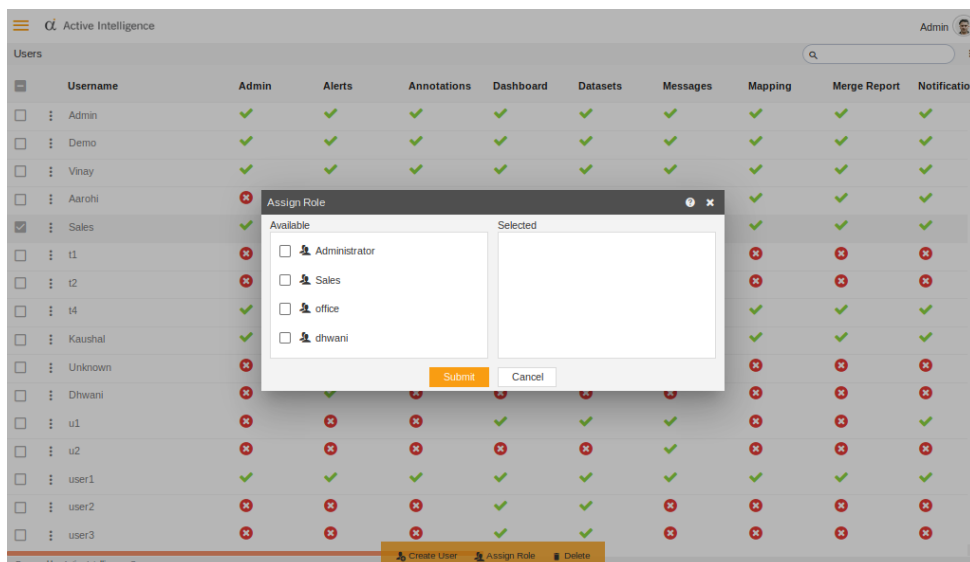 Active Intelligence
Admin
Users
Username Admin Alerts Annotations Dashboard Datasets Messages Mapping Merge Report Notificatio
Admin
Demo
Vinay
Aarohi
Sales
t1
t2
t4
Kaushal
Unknown
Dhwani
u1
u2
user1
user2
user3
Assign Role
Available Selected
Administrator
Sales
office
dhwani
Submit Cancel
Create User Assign Role Delete